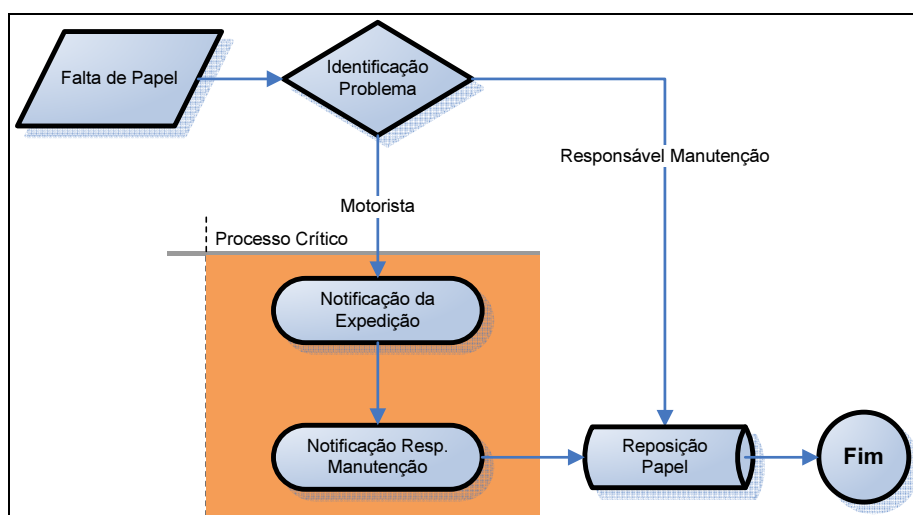 Falta de Papel
Identificação
Problema
Responsável Manutenção
Motorista
Processo Crítico
Notificação da
Expedição
Notificação Resp.
Manutenção
Reposição
Papel
Fim